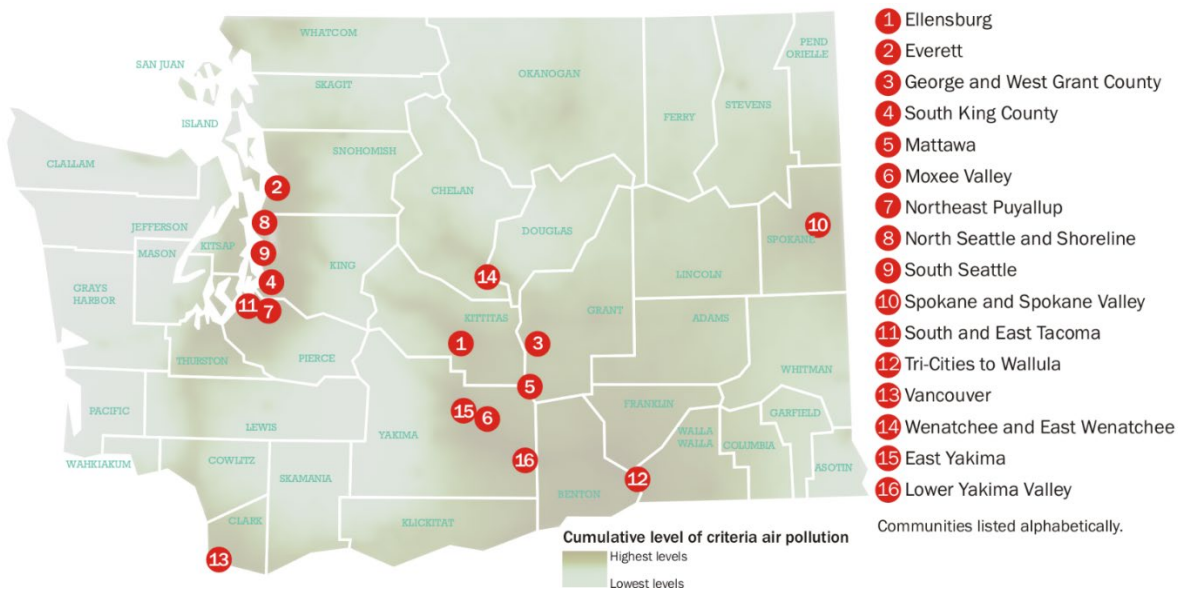 WHATCOM
SAN JUAN
SKAGIT
ISLAND
OKANOGAN
FERRY
STEVENS
PEND
ORIELLE
CLALLAM
SNOHOMISH
CHELAN
2
JEFFERSON
8
DOUGLAS
10
SPOKANE
KITSAP
MASON
9
KING
LINCOLN
GRAYS
HARBOR
4
14
11
7
KITTITAS
GRANT
ADAMS
1
3
THURSTON
PIERCE
WHITMAN
5
PACIFIC
LEWIS
15
6
YAKIMA
FRANKLIN
GARFIELD
WALLA
WALLA
COLUMBIA
WAHKIAKUM
COWLITZ
SKAMANIA
16
12
BENTON
ASOTIN
CLARK
KLICKITAT
13
Cumulative level of criteria air pollution
Highest levels
Lowest levels
1 Ellensburg
2 Everett
3 George and West Grant County
4 South King County
5 Mattawa
6 Moxee Valley
7 Northeast Puyallup
8 North Seattle and Shoreline
9 South Seattle
10 Spokane and Spokane Valley
11 South and East Tacoma
12 Tri-Cities to Wallula
13 Vancouver
14 Wenatchee and East Wenatchee
15 East Yakima
16 Lower Yakima Valley
Communities listed alphabetically.